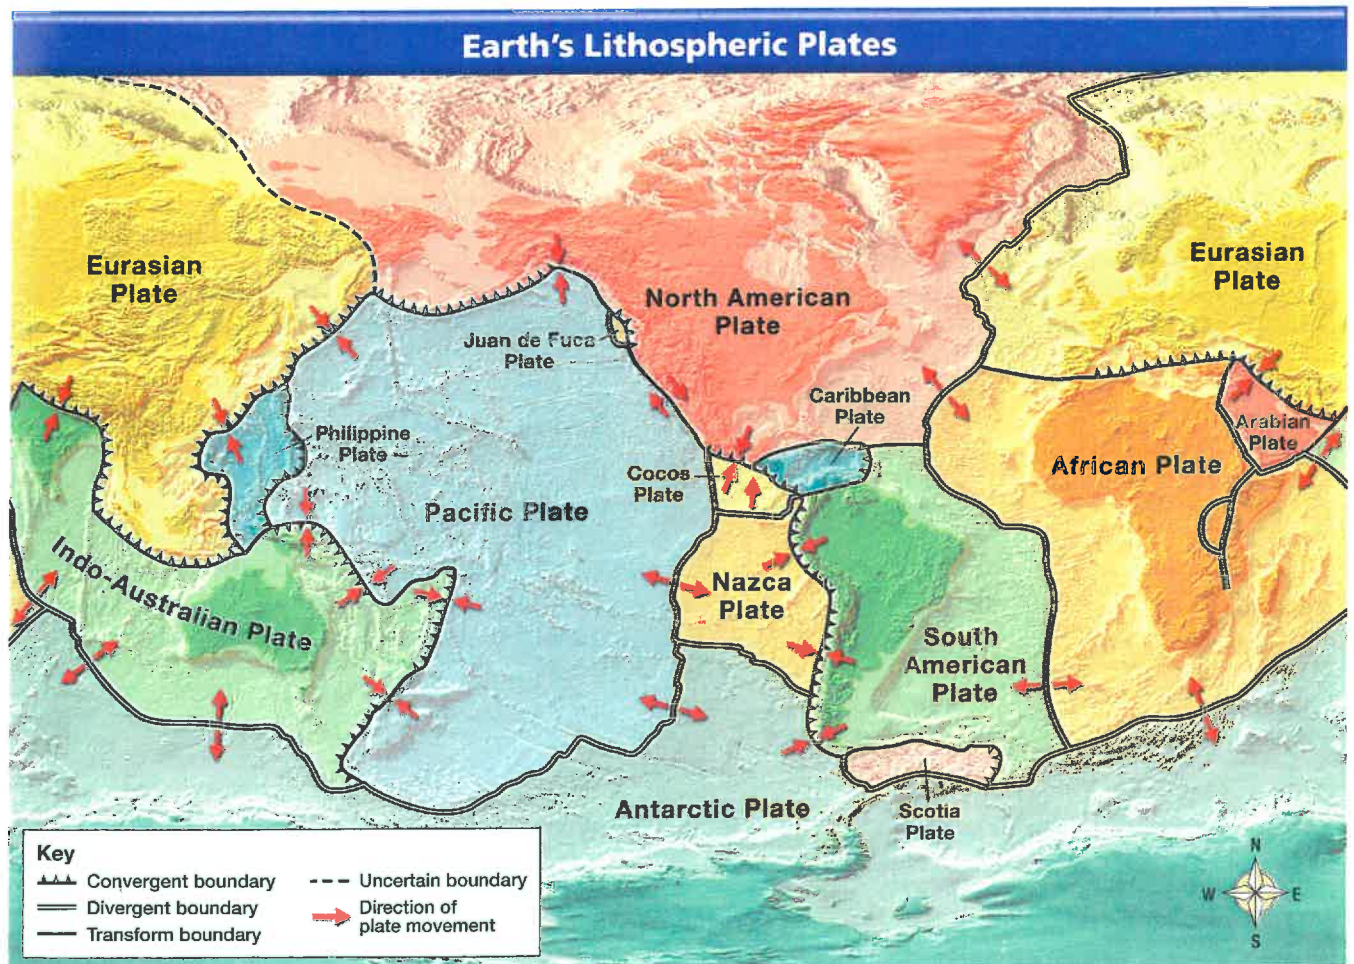 Earth's Lithospheric Plates
Eurasian
Plate
North American
Plate
Eurasian
Plate
Juan de Fuca
Plate
Caribbean
Plate
Philippine
Plate
Arabian
Plate
African Plate
Cocos
Plate
Pacific Plate
Indo-Australian Plate
Nazca
Plate
South
American
Plate
Antarctic Plate
Scotia
Plate
Key
Convergent boundary
Divergent boundary
Transform boundary
Uncertain boundary
Direction of
plate movement
N
W E
S